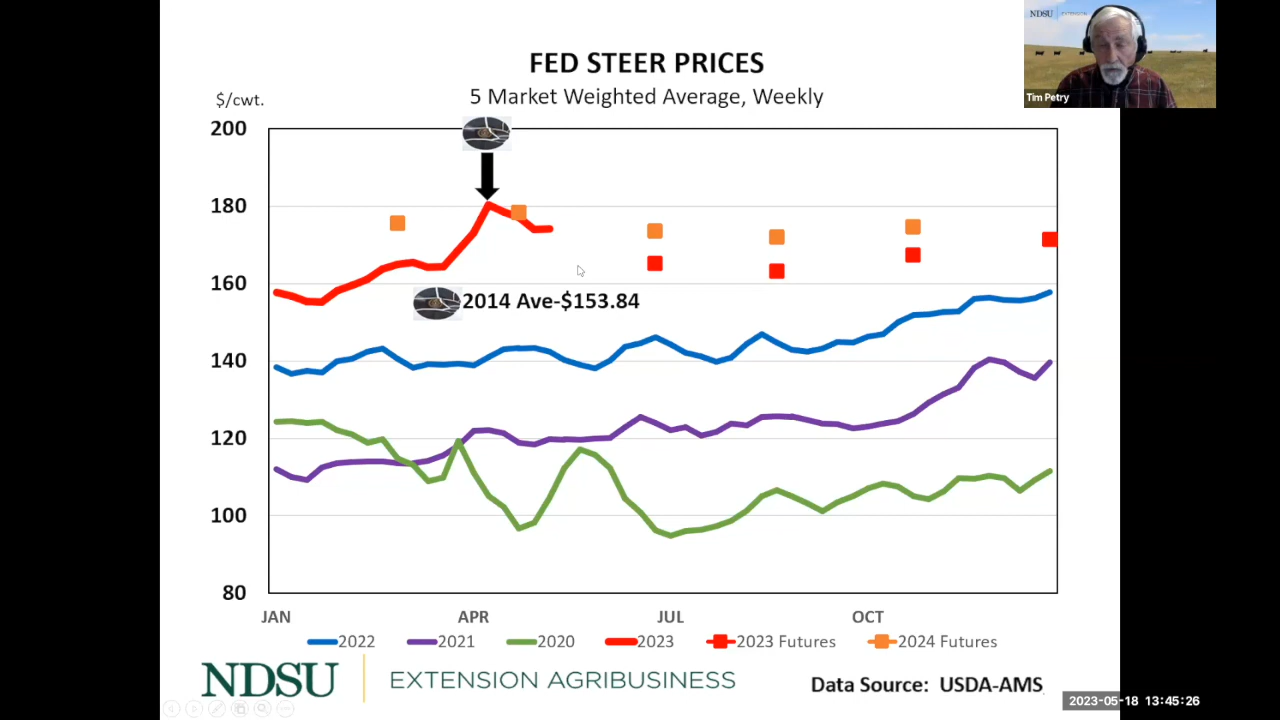 NDSU EXTENSION
Tim Petry
FED STEER PRICES
5 Market Weighted Average, Weekly
$/cwt.
200
180
160
140
120
100
80
2014 Ave-$153.84
JAN APR JUL OCT
2022 2021 2020 2023 2023 Futures 2024 Futures
NDSU EXTENSION AGRIBUSINESS
Data Source: USDA-AMS
2023-05-18 13:45:26